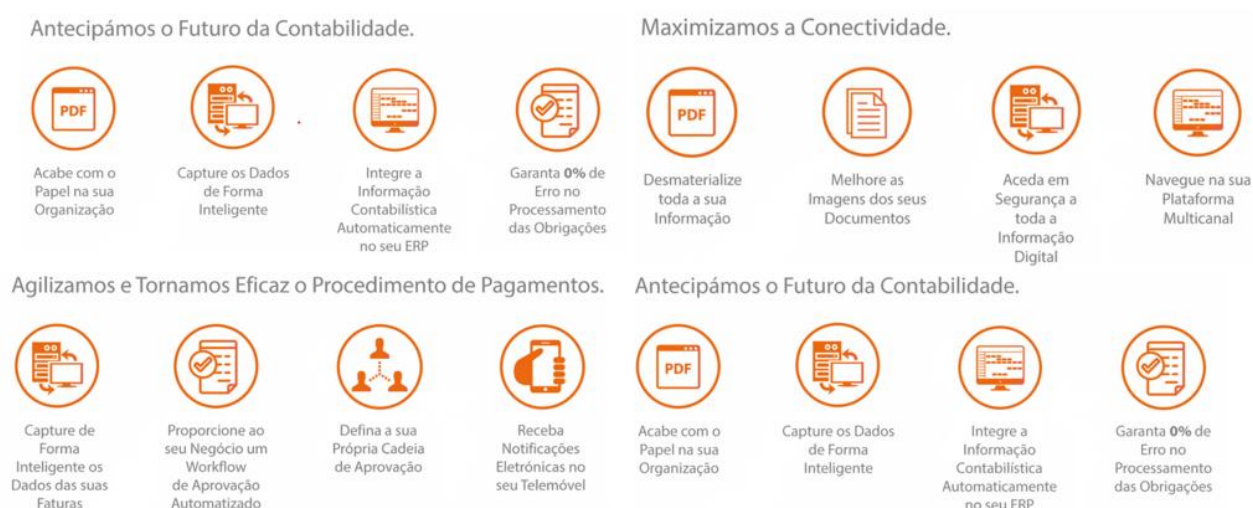 Antecipámos o Futuro da Contabilidade.
PDF
Acabe com o
Papel na sua
Organização
Capture os Dados
de Forma
Inteligente
Integre a
Informação
Contabilística
Automaticamente
no seu ERP
Garanta 0% de
Erro no
Processamento
das Obrigações
Maximizamos a Conectividade.
PDF
Desmaterialize
toda a sua
Informação
Melhore as
Imagens dos seus
Documentos
Aceda em
Segurança a
toda a
Informação
Digital
Navegue na sua
Plataforma
Multicanal
Agilizamos e Tornamos Eficaz o Procedimento de Pagamentos.
Capture de
Forma
Inteligente os
Dados das suas
Faturas
Proporcione ao
seu Negócio um
Workflow
de Aprovação
Automatizado
Defina a sua
Própria Cadeia
de Aprovação
Receba
Notificações
Eletrónicas no
seu Telemóvel
Antecipámos o Futuro da Contabilidade.
PDF
Acabe com o
Papel na sua
Organização
Capture os Dados
de Forma
Inteligente
Integre a
Informação
Contabilística
Automaticamente
no seu ERP
Garanta 0% de
Erro no
Processamento
das Obrigações